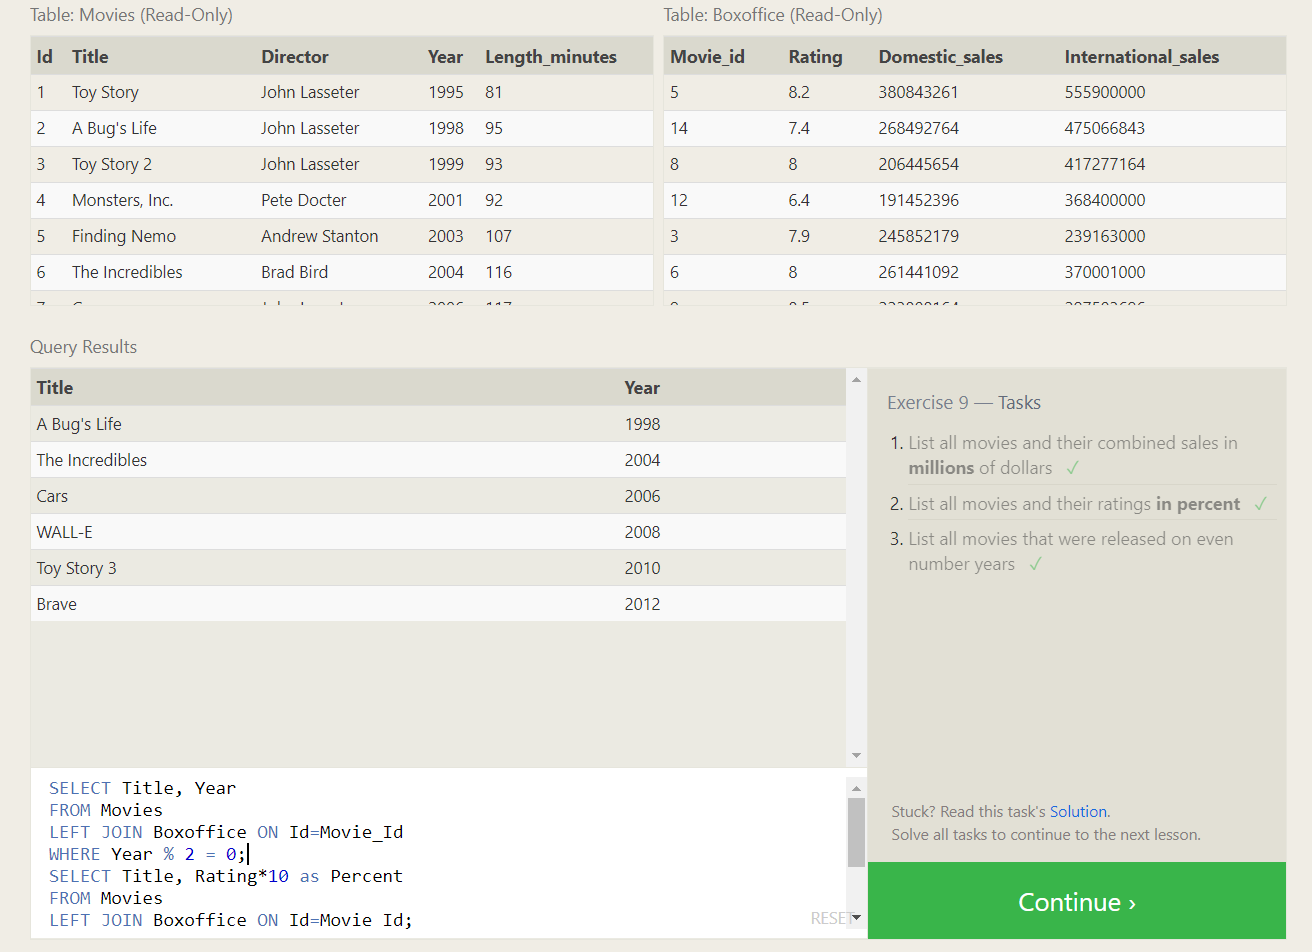 Table: Movies (Read-Only)
Id Title Director Year Length_minutes
1 Toy Story John Lasseter 1995 81
2 A Bug's Life John Lasseter 1998 95
3 Toy Story 2 John Lasseter 1999 93
4 Monsters, Inc. Pete Docter 2001 92
5 Finding Nemo Andrew Stanton 2003 107
6 The Incredibles Brad Bird 2004 116
Table: Boxoffice (Read-Only)
Movie_id Rating Domestic_sales International_sales
5 8.2 380843261 555900000
14 7.4 268492764 475066843
8 8 206445654 417277164
12 6.4 191452396 368400000
3 7.9 245852179 239163000
6 8 261441092 370001000
Query Results
Title Year
A Bug's Life 1998
The Incredibles 2004
Cars 2006
WALL-E 2008
Toy Story 3 2010
Brave 2012
SELECT Title, Year
FROM Movies
LEFT JOIN Boxoffice ON Id=Movie_Id
WHERE Year % 2 = 0;
SELECT Title, Rating*10 as Percent
FROM Movies
LEFT JOIN Boxoffice ON Id=Movie Id;
RESET
Exercise 9 — Tasks
1. List all movies and their combined sales in
millions of dollars ✓
2. List all movies and their ratings in percent ✓
3. List all movies that were released on even
number years ✓
Stuck? Read this task's Solution.
Solve all tasks to continue to the next lesson.
Continue ›